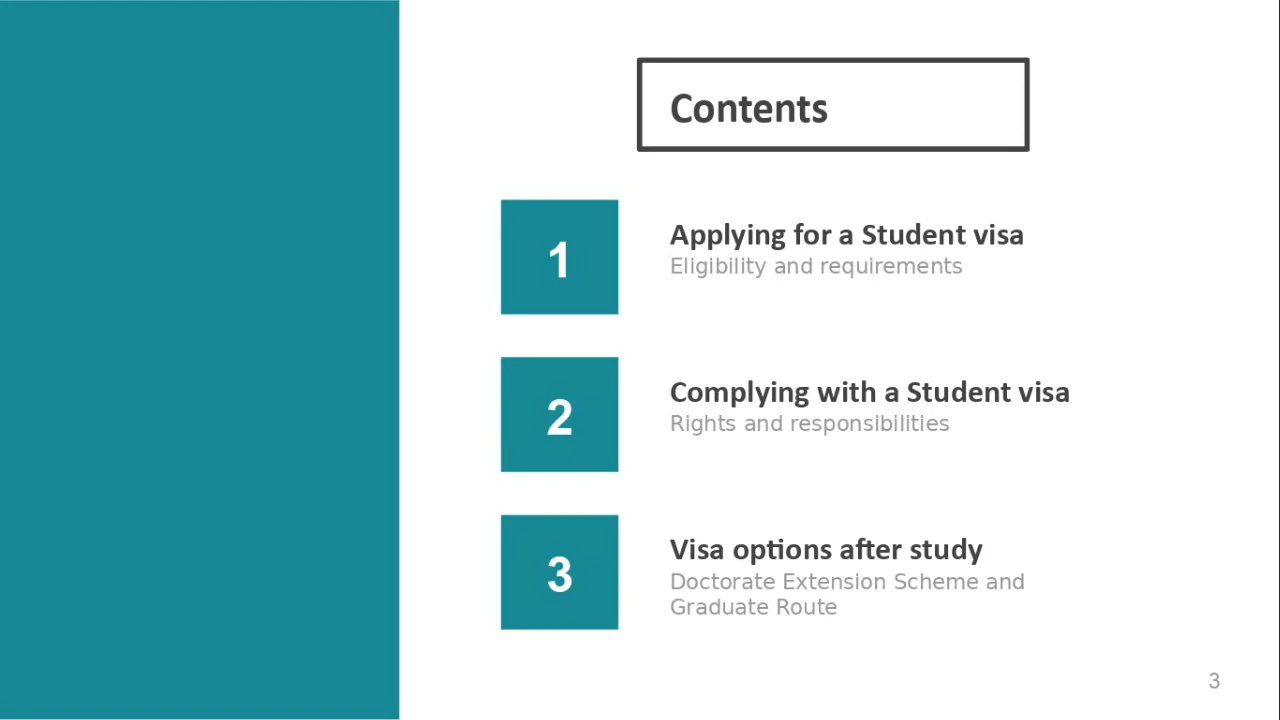 Contents
1
Applying for a Student visa
Eligibility and requirements
2
Complying with a Student visa
Rights and responsibilities
3
Visa options after study
Doctorate Extension Scheme and
Graduate Route
3